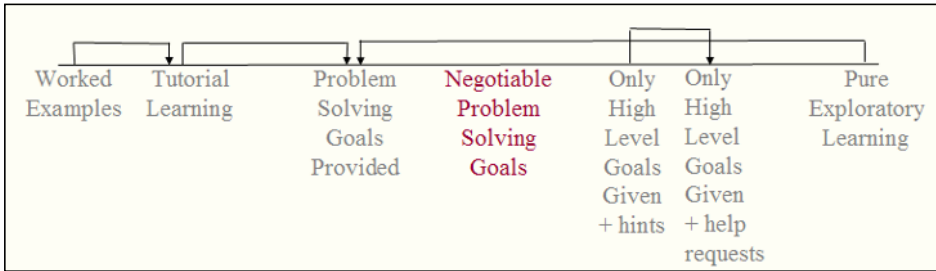 Worked
Examples
Tutorial
Learning
Problem
Solving
Goals
Provided
Negotiable
Problem
Solving
Goals
Only
High
Level
Goals
Given
+ hints
Only
High
Level
Goals
Given
+ help
requests
Pure
Exploratory
Learning